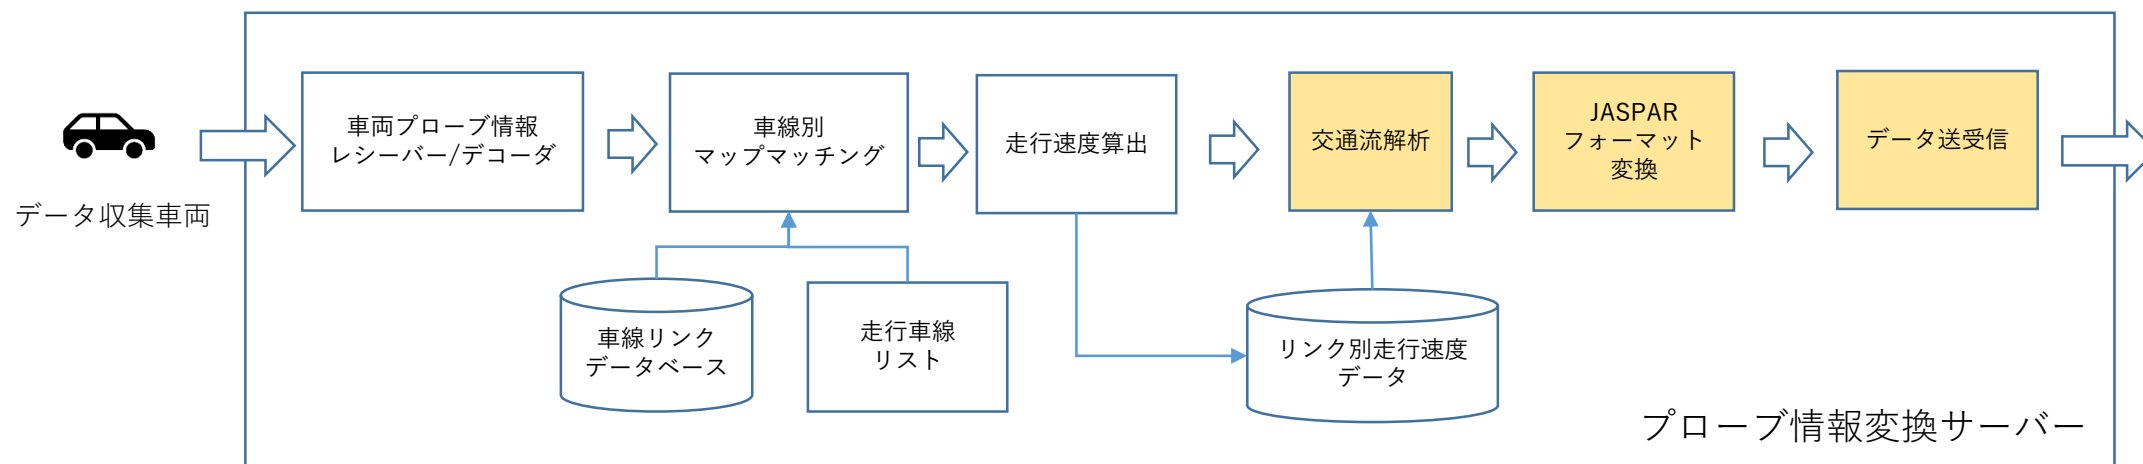 データ収集車両
車両プローブ情報
レシーバー/デコーダ
車線別
マップマッチング
走行速度算出
交通流解析
JASPAR
フォーマット
変換
データ送受信
車線リンク
データベース
走行車線
リスト
リンク別走行速度
データ
プローブ情報変換サーバー